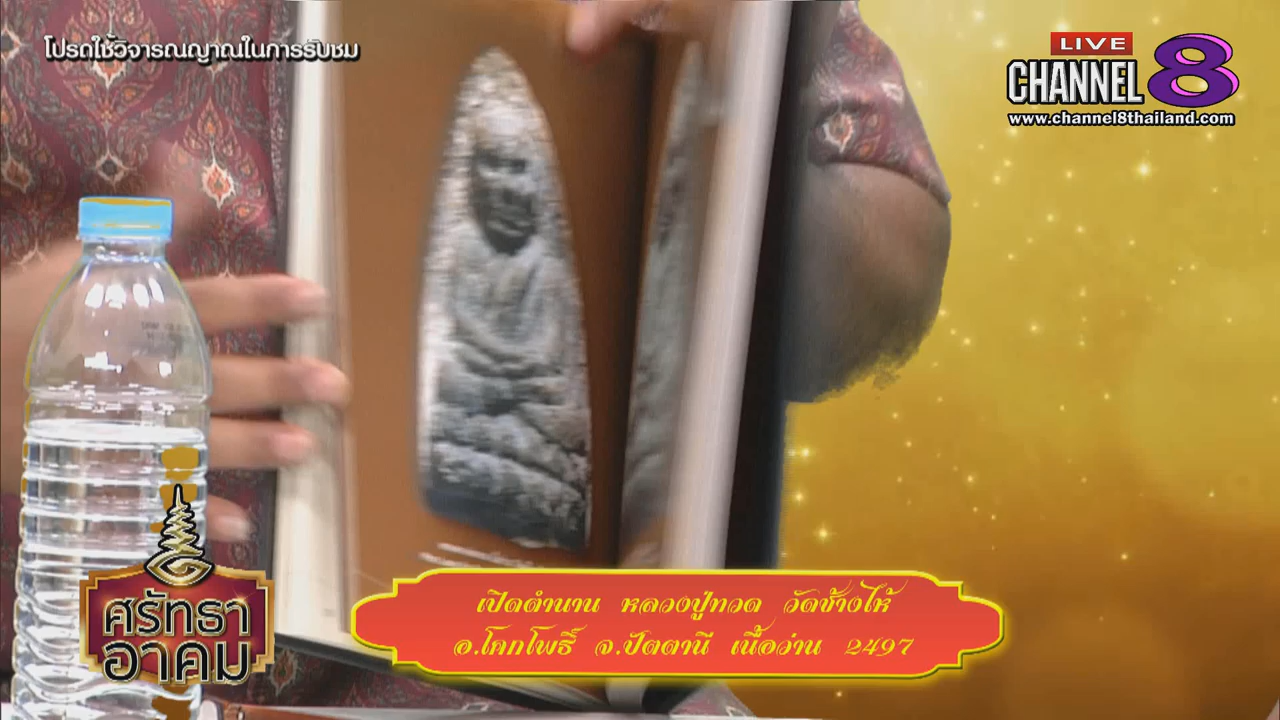 โปรดใช้วิจารณญาณในการรับชม
LIVE
CHANNEL 8
www.channel8thailand.com
ศรัทธา
อาคม
เปิดตำนาน หลวงปู่ทวด วัดช้างไห้
อ.โคกโพธิ์ จ.ปัตตานี เนื้อว่าน 2497